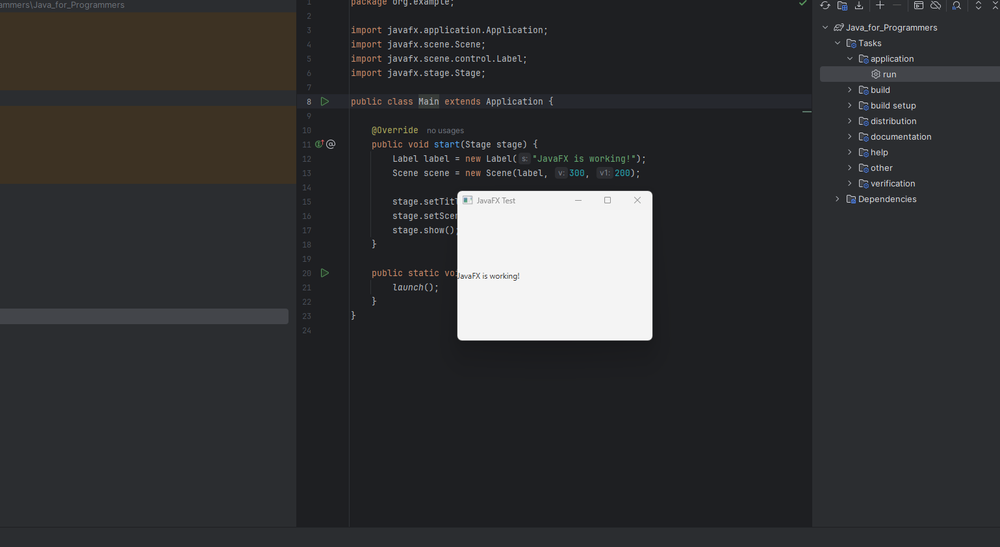 ammers\Java_for_Programmers
1 package org.example;
2
3 import javafx.application.Application;
4 import javafx.scene.Scene;
5 import javafx.scene.control.Label;
6 import javafx.stage.Stage;
7
8 public class Main extends Application {
9
10 @Override no usages
11 public void start(Stage stage) {
12 Label label = new Label( s: "JavaFX is working!");
13 Scene scene = new Scene(label, v: 300, v1: 200);
14
15 stage.setTitl
16 stage.setScen
17 stage.show();
18 }
19
20 public static voi
21 launch();
22 }
23 }
24
JavaFX Test
JavaFX is working!
Java_for_Programmers
Tasks
application
run
build
build setup
distribution
documentation
help
other
verification
Dependencies